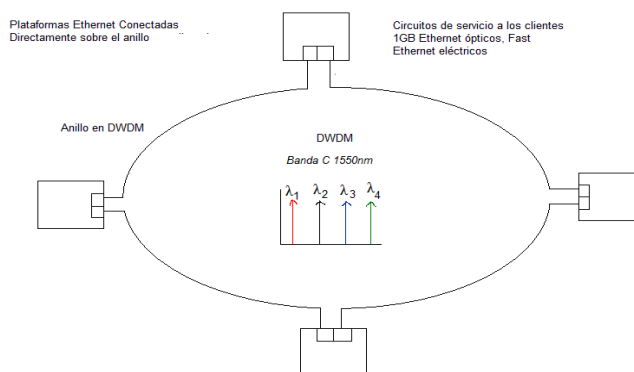 Plataformas Ethernet Conectadas
Directamente sobre el anillo
Circuitos de servicio a los clientes
1GB Ethernet ópticos, Fast
Ethernet eléctricos
Anillo en DWDM
DWDM
Banda C 1550nm
λ1 λ2 λ3 λ4